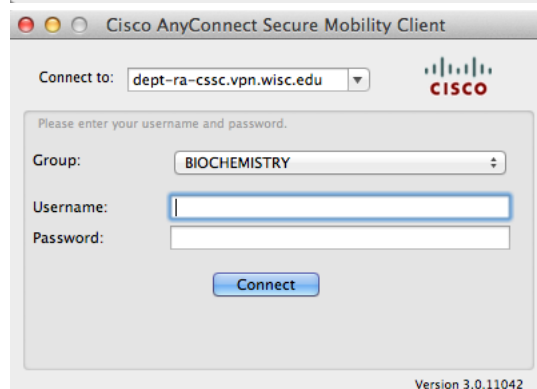 Cisco AnyConnect Secure Mobility Client
Connect to: dept-ra-cssc.vpn.wisc.edu
CISCO
Please enter your username and password.
Group: BIOCHEMISTRY
Username:
Password:
Connect
Version 3.0.11042